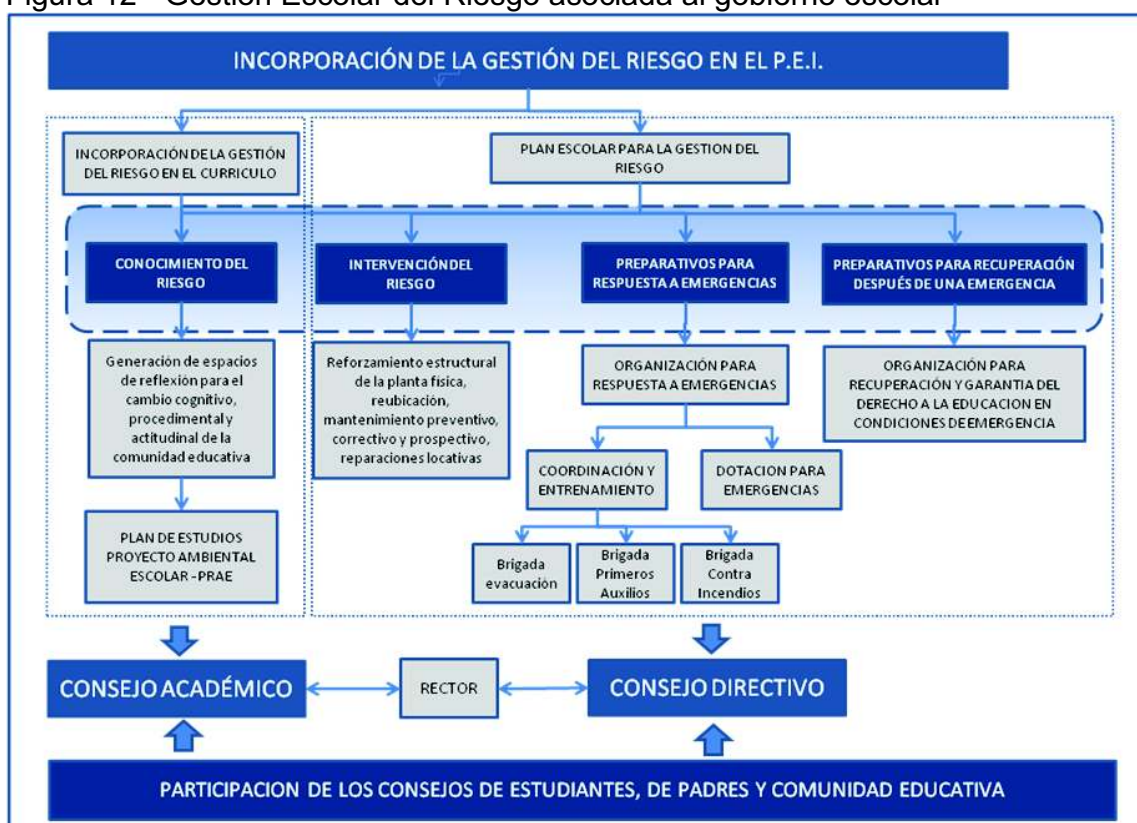 Figura 12 - Gestión Escolar del Riesgo asociada al gobierno escolar
INCORPORACIÓN DE LA GESTIÓN DEL RIESGO EN EL P.E.I.
INCORPORACIÓN DE LA GESTIÓN
DEL RIESGO EN EL CURRICULO
PLAN ESCOLAR PARA LA GESTION DEL
RIESGO
CONOCIMIENTO DEL
RIESGO
INTERVENCIÓN DEL
RIESGO
PREPARATIVOS PARA
RESPUESTA A EMERGENCIAS
PREPARATIVOS PARA RECUPERACIÓN
DESPUÉS DE UNA EMERGENCIA
Generación de espacios
de reflexión para el
cambio cognitivo,
procedimental y
actitudinal de la
comunidad educativa
Reforzamiento estructural
de la planta física,
reubicación,
mantenimiento preventivo,
correctivo y prospectivo,
reparaciones locativas
ORGANIZACIÓN PARA
RESPUESTA A EMERGENCIAS
ORGANIZACIÓN PARA
RECUPERACIÓN Y GARANTIA DEL
DERECHO A LA EDUCACION EN
CONDICIONES DE EMERGENCIA
COORDINACIÓN Y
ENTRENAMIENTO
DOTACION PARA
EMERGENCIAS
PLAN DE ESTUDIOS
PROYECTO AMBIENTAL
ESCOLAR -PRAE
Brigada
evacuación
Brigada
Primeros
Auxilios
Brigada
Contra
Incendios
CONSEJO ACADÉMICO
RECTOR
CONSEJO DIRECTIVO
PARTICIPACION DE LOS CONSEJOS DE ESTUDIANTES, DE PADRES Y COMUNIDAD EDUCATIVA